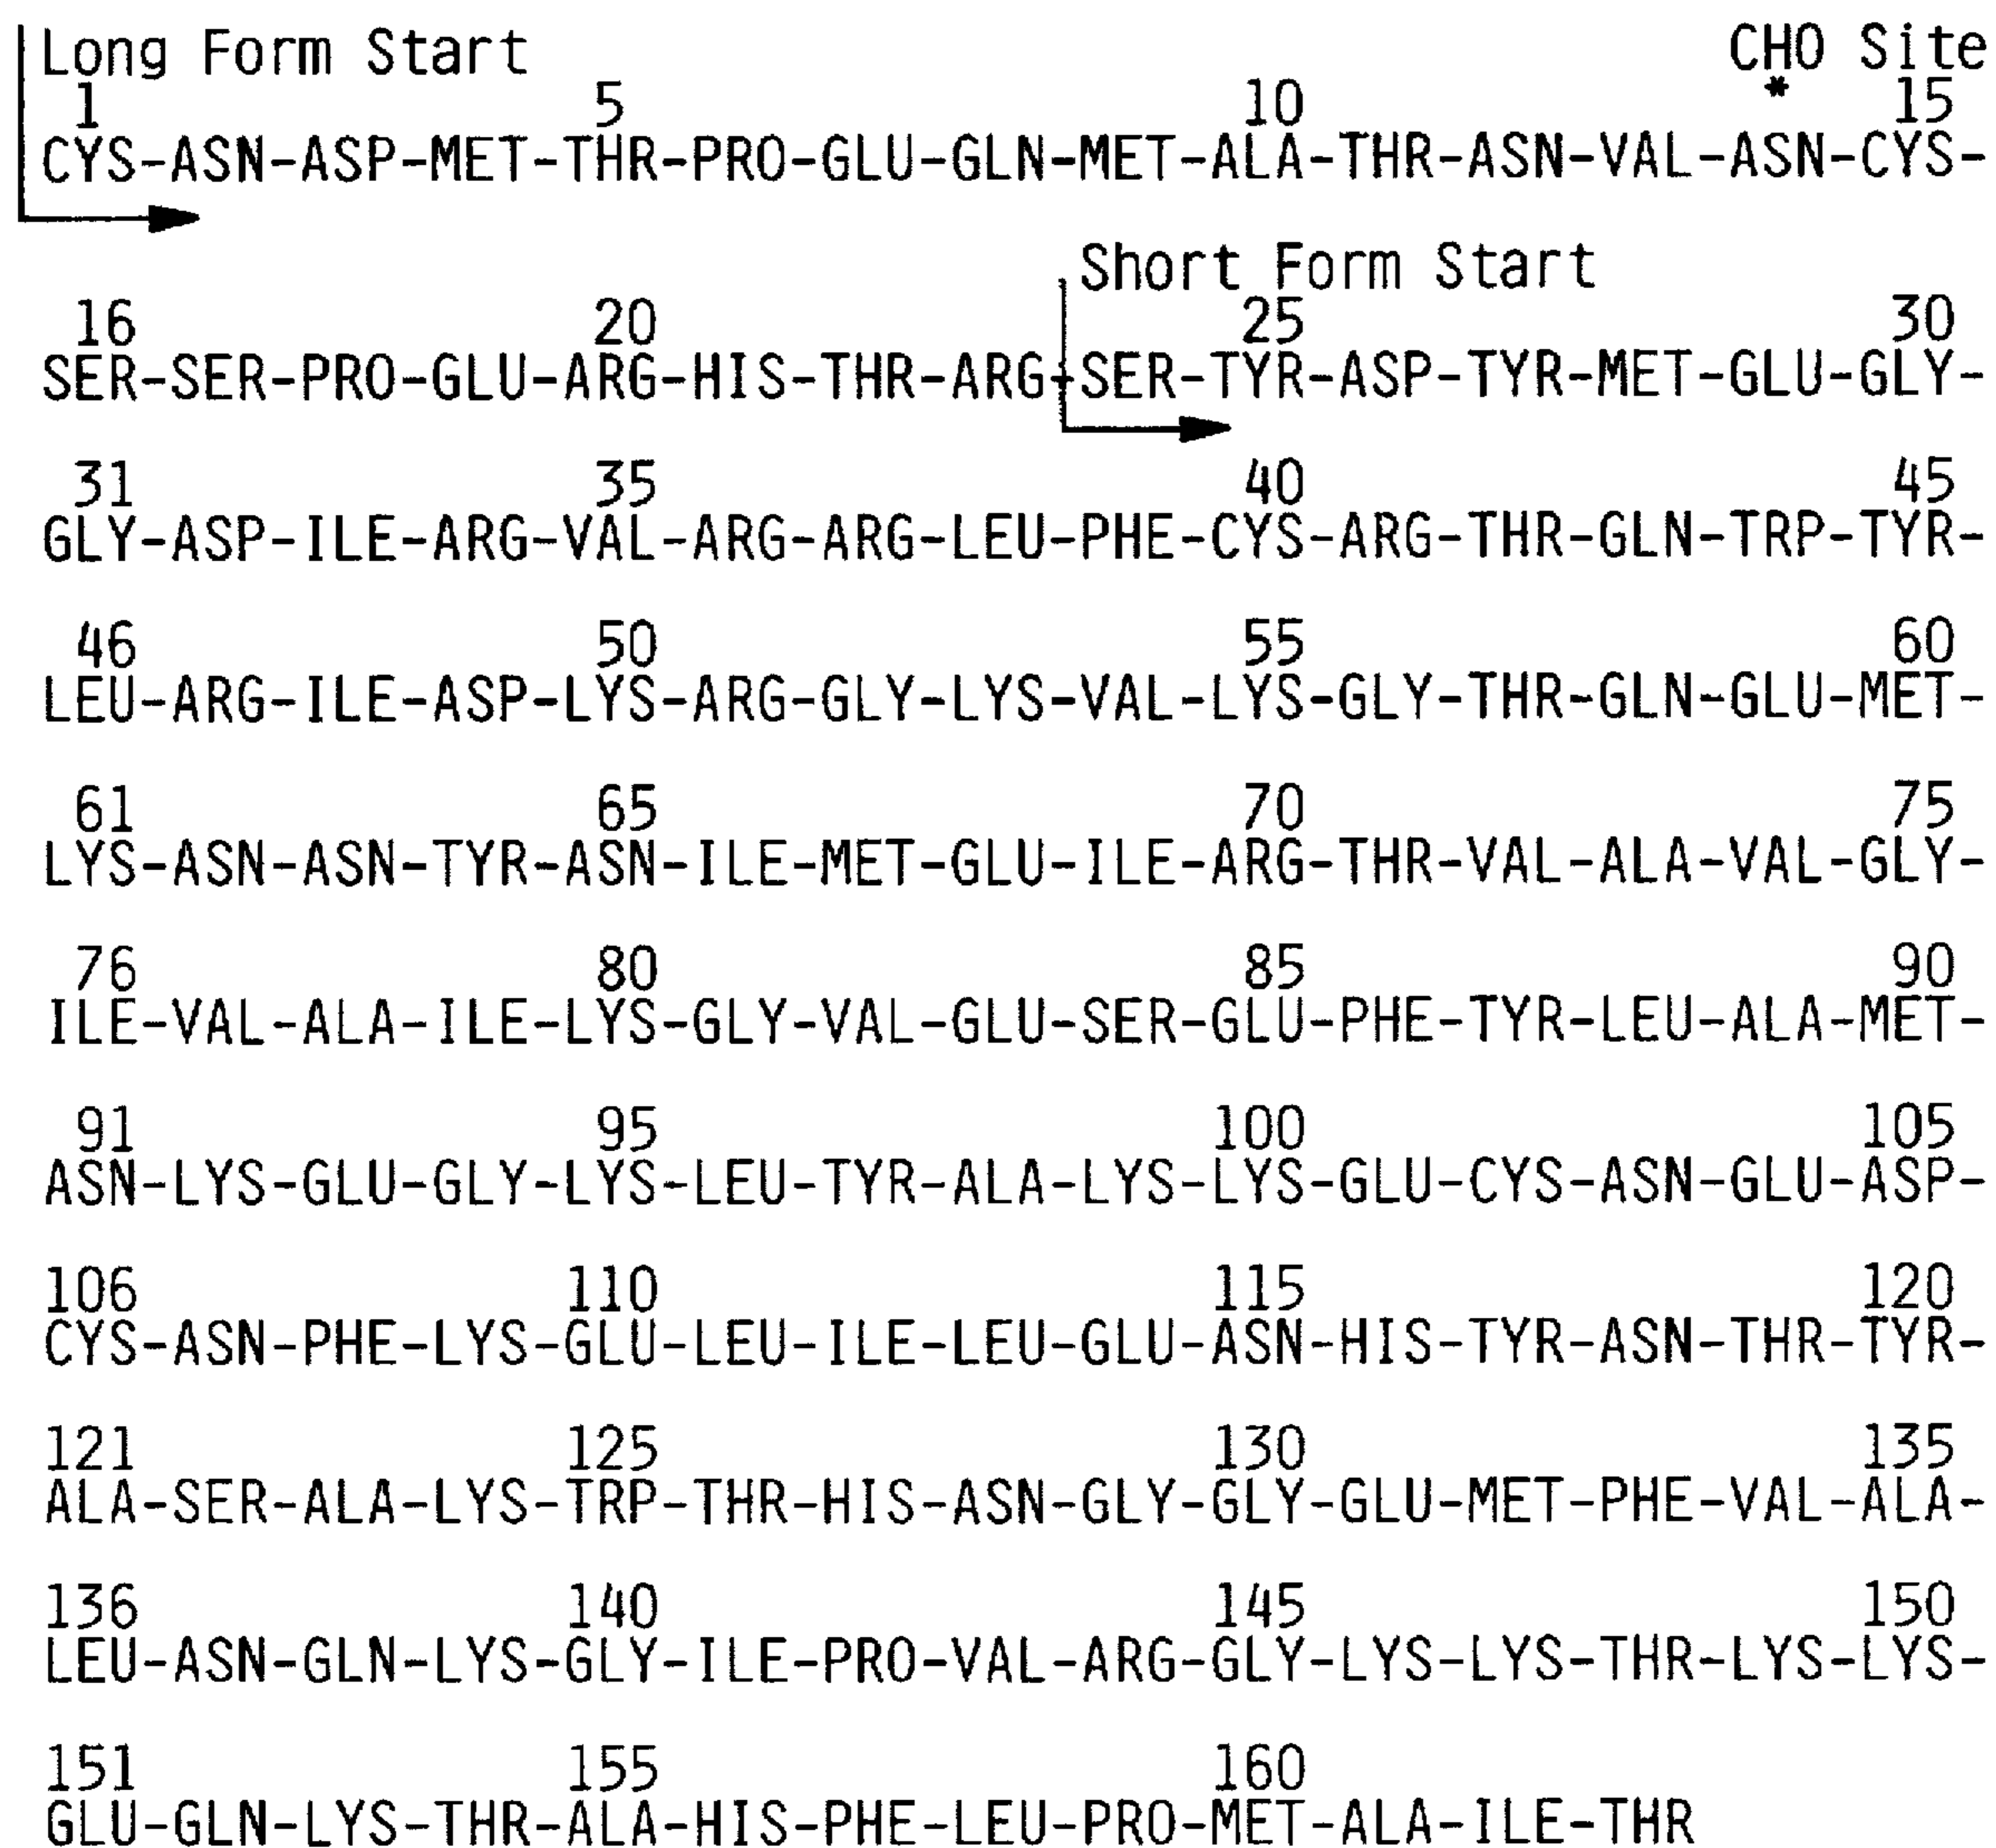 Long Form Start CHO Site
1 5 10 * 15
CYS-ASN-ASP-MET-THR-PRO-GLU-GLN-MET-ALA-THR-ASN-VAL-ASN-CYS-
Short Form Start
16 20 25 30
SER-SER-PRO-GLU-ARG-HIS-THR-ARG-SER-TYR-ASP-TYR-MET-GLU-GLY-
31 35 40 45
GLY-ASP-ILE-ARG-VAL-ARG-ARG-LEU-PHE-CYS-ARG-THR-GLN-TRP-TYR-
46 50 55 60
LEU-ARG-ILE-ASP-LYS-ARG-GLY-LYS-VAL-LYS-GLY-THR-GLN-GLU-MET-
61 65 70 75
LYS-ASN-ASN-TYR-ASN-ILE-MET-GLU-ILE-ARG-THR-VAL-ALA-VAL-GLY-
76 80 85 90
ILE-VAL-ALA-ILE-LYS-GLY-VAL-GLU-SER-GLU-PHE-TYR-LEU-ALA-MET-
91 95 100 105
ASN-LYS-GLU-GLY-LYS-LEU-TYR-ALA-LYS-LYS-GLU-CYS-ASN-GLU-ASP-
106 110 115 120
CYS-ASN-PHE-LYS-GLU-LEU-ILE-LEU-GLU-ASN-HIS-TYR-ASN-THR-TYR-
121 125 130 135
ALA-SER-ALA-LYS-TRP-THR-HIS-ASN-GLY-GLY-GLU-MET-PHE-VAL-ALA-
136 140 145 150
LEU-ASN-GLN-LYS-GLY-ILE-PRO-VAL-ARG-GLY-LYS-LYS-THR-LYS-LYS-
151 155 160
GLU-GLN-LYS-THR-ALA-HIS-PHE-LEU-PRO-MET-ALA-ILE-THR